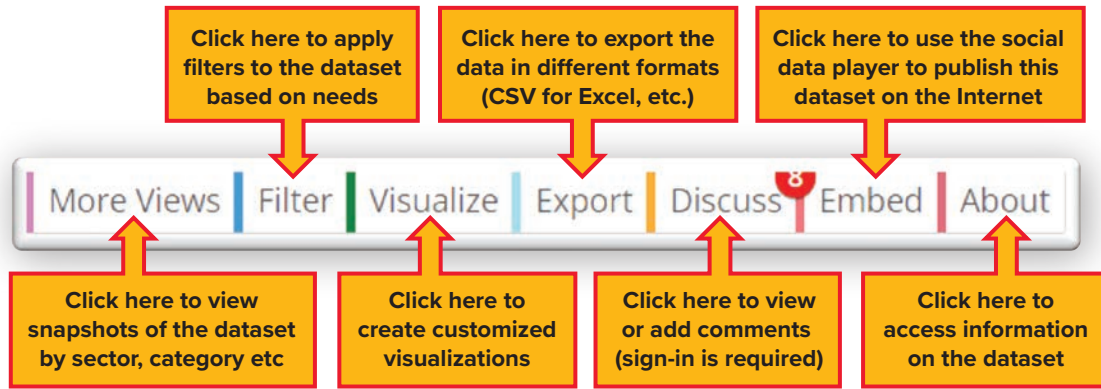 Click here to apply
filters to the dataset
based on needs
Click here to export the
data in different formats
(CSV for Excel, etc.)
Click here to use the social
data player to publish this
dataset on the Internet
More Views Filter Visualize Export Discuss 8 Embed About
Click here to view
snapshots of the dataset
by sector, category etc
Click here to
create customized
visualizations
Click here to view
or add comments
(sign-in is required)
Click here to
access information
on the dataset